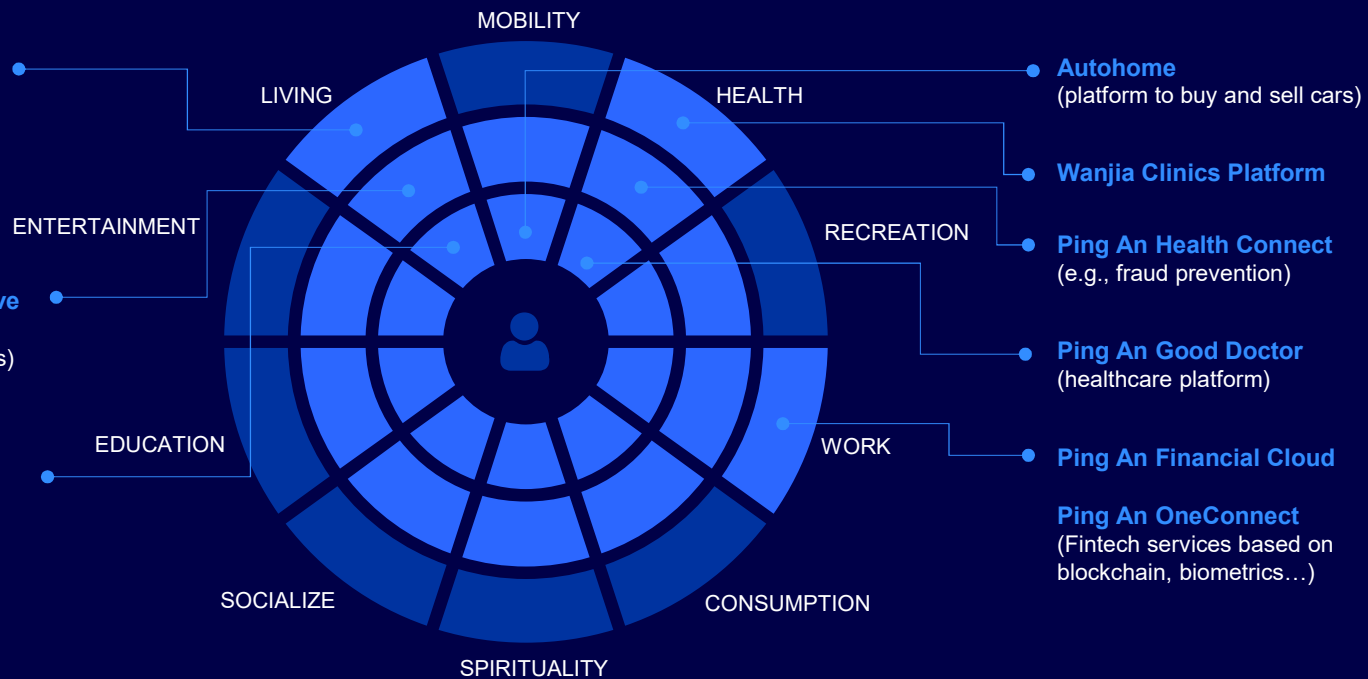 MOBILITY
LIVING
HEALTH
ENTERTAINMENT
RECREATION
EDUCATION
WORK
SOCIALIZE
CONSUMPTION
SPIRITUALITY
Autohome
(platform to buy and sell cars)
Wanjia Clinics Platform
Ping An Health Connect
(e.g., fraud prevention)
Ping An Good Doctor
(healthcare platform)
Ping An Financial Cloud
Ping An OneConnect
(Fintech services based on
blockchain, biometrics…)